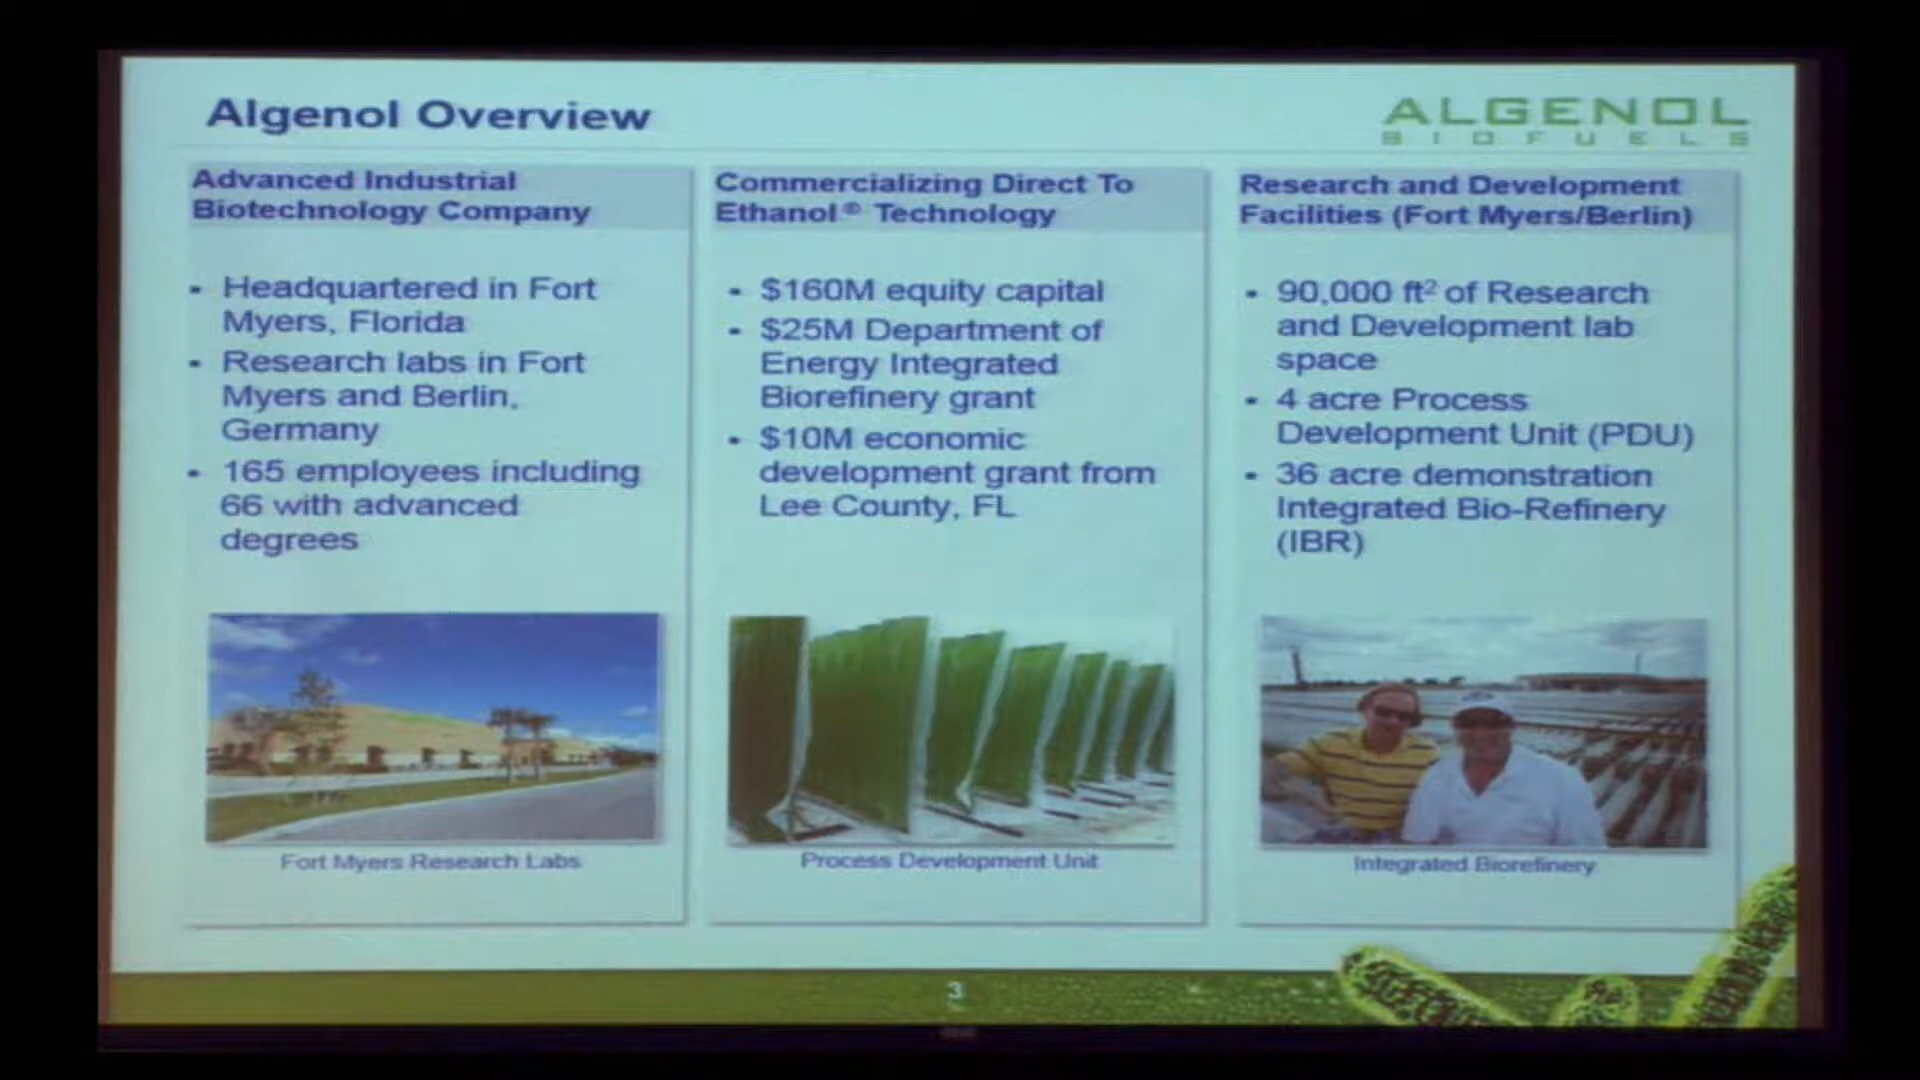 Algenol Overview
ALGENOL
BIOFUELS
Advanced Industrial
Biotechnology Company
• Headquartered in Fort
Myers, Florida
• Research labs in Fort
Myers and Berlin,
Germany
• 165 employees including
66 with advanced
degrees
Fort Myers Research Labs
Commercializing Direct To
Ethanol® Technology
• $160M equity capital
• $25M Department of
Energy Integrated
Biorefinery grant
• $10M economic
development grant from
Lee County, FL
Process Development Unit
Research and Development
Facilities (Fort Myers/Berlin)
• 90,000 ft² of Research
and Development lab
space
• 4 acre Process
Development Unit (PDU)
• 36 acre demonstration
Integrated Bio-Refinery
(IBR)
Integrated Biorefinery
3